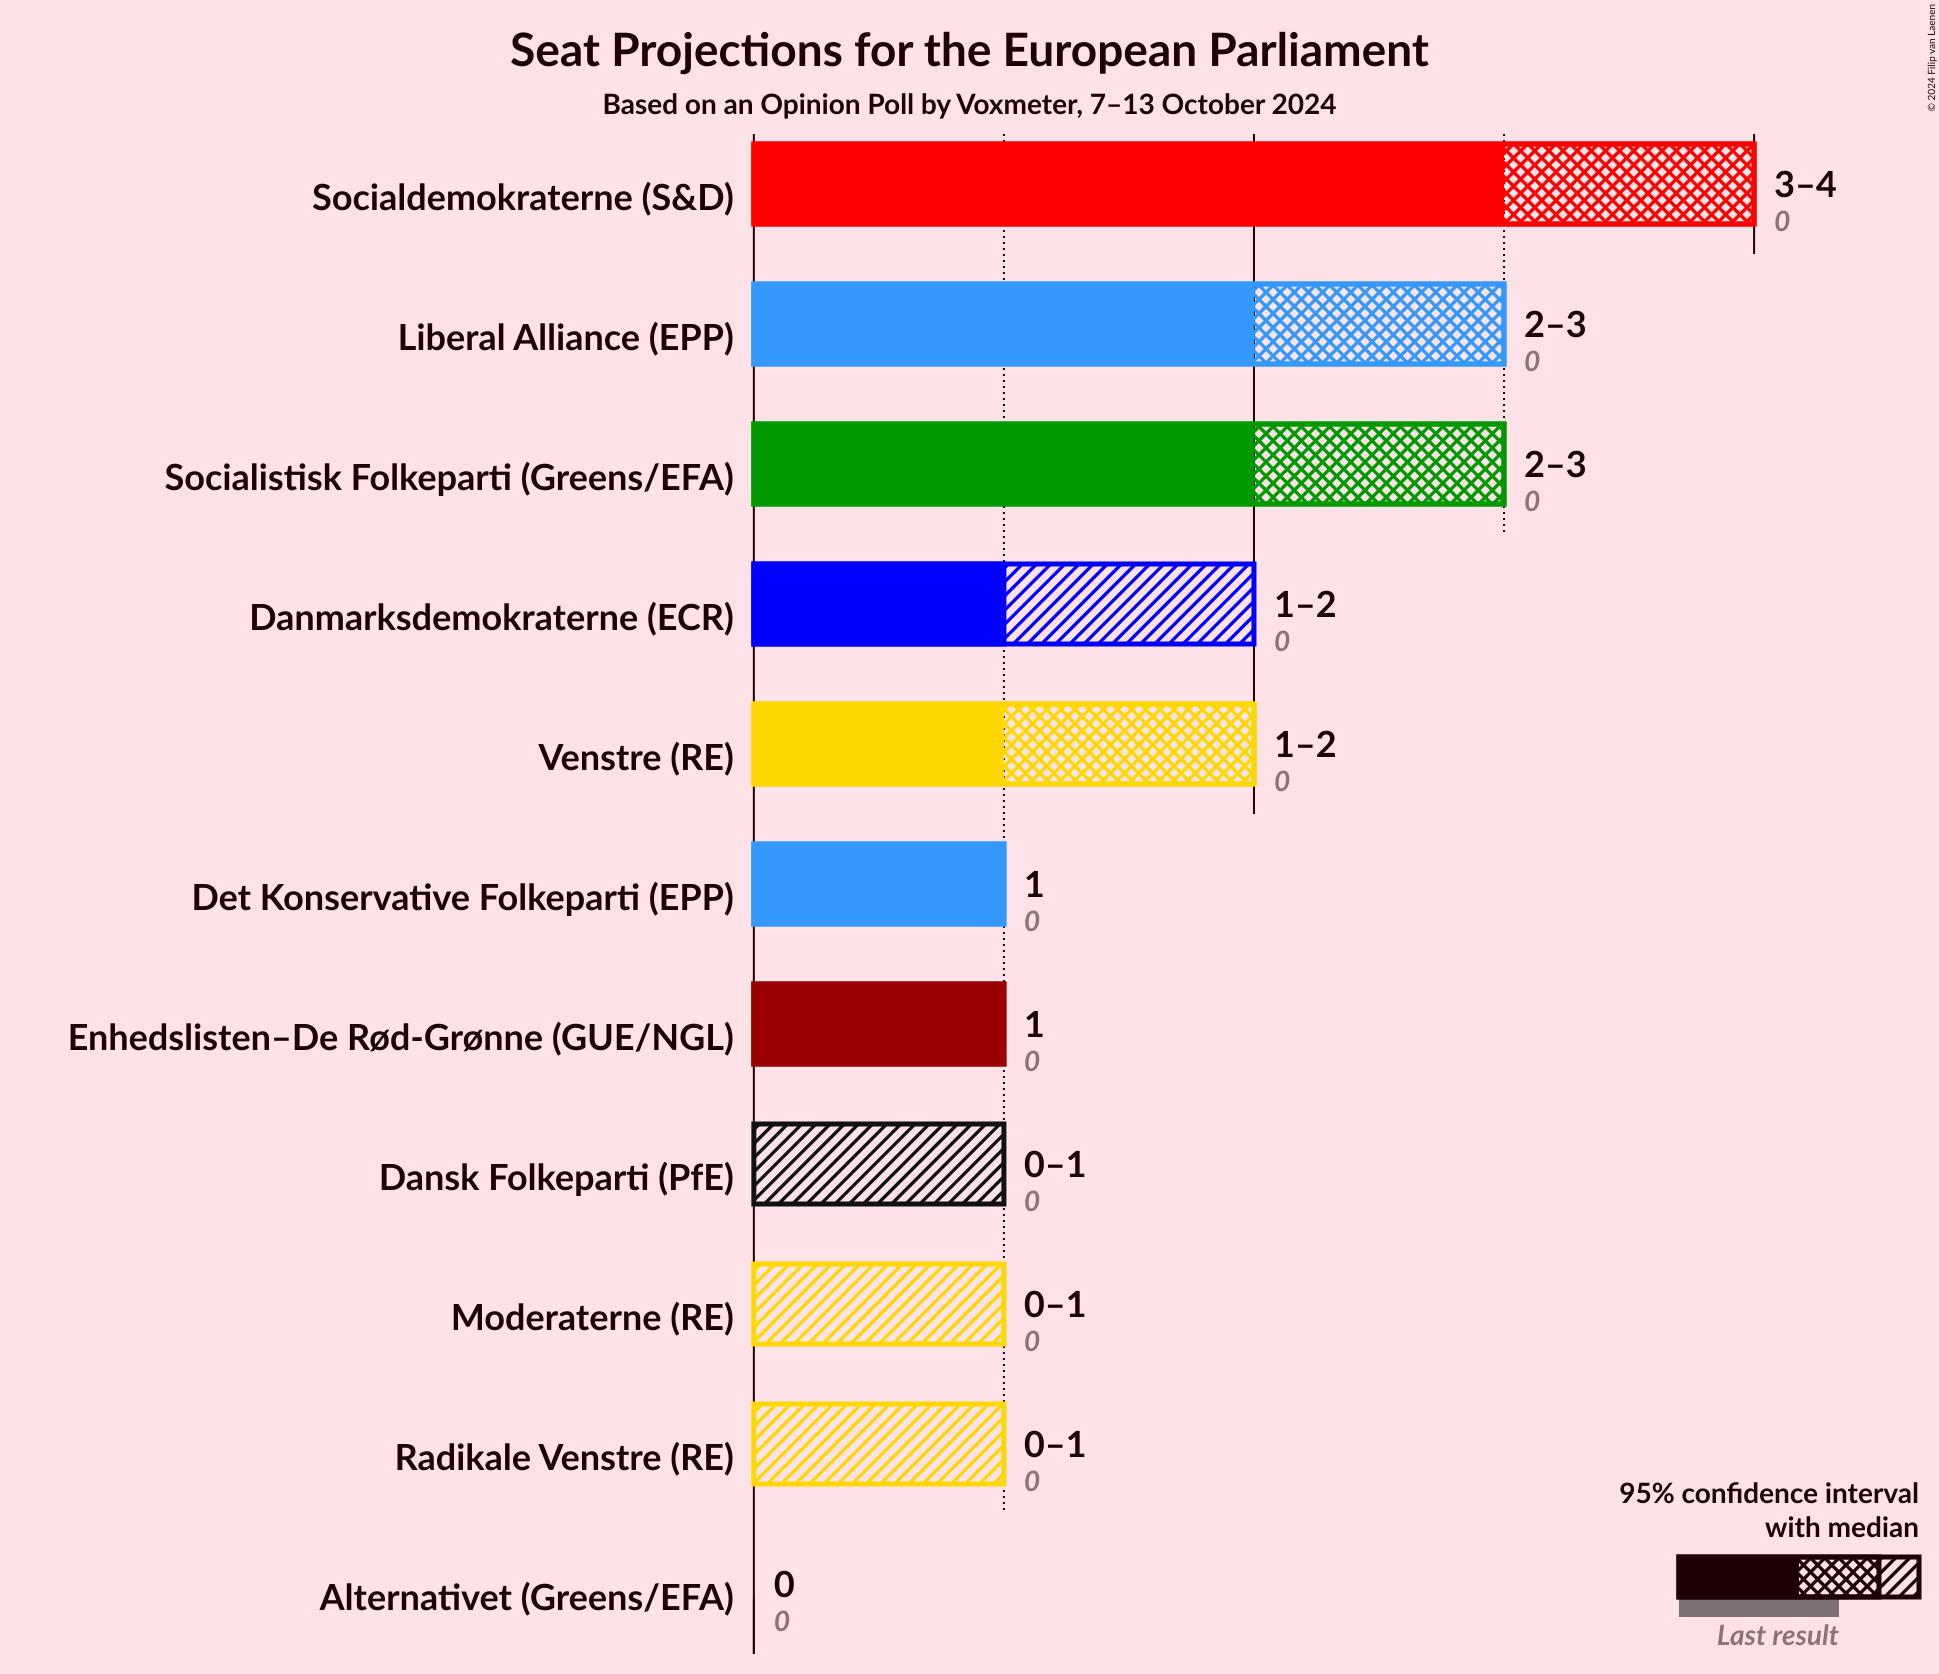 Seat Projections for the European Parliament
Based on an Opinion Poll by Voxmeter, 7–13 October 2024
© 2024 Filip van Laenen
Socialdemokraterne (S&D)
3–4
0
Liberal Alliance (EPP)
2–3
0
Socialistisk Folkeparti (Greens/EFA)
2–3
0
Danmarksdemokraterne (ECR)
1–2
0
Venstre (RE)
1–2
0
Det Konservative Folkeparti (EPP)
1
0
Enhedslisten–De Rød-Grønne (GUE/NGL)
1
0
Dansk Folkeparti (PfE)
0–1
0
Moderaterne (RE)
0–1
0
Radikale Venstre (RE)
0–1
0
Alternativet (Greens/EFA)
0
0
95% confidence interval
with median
Last result